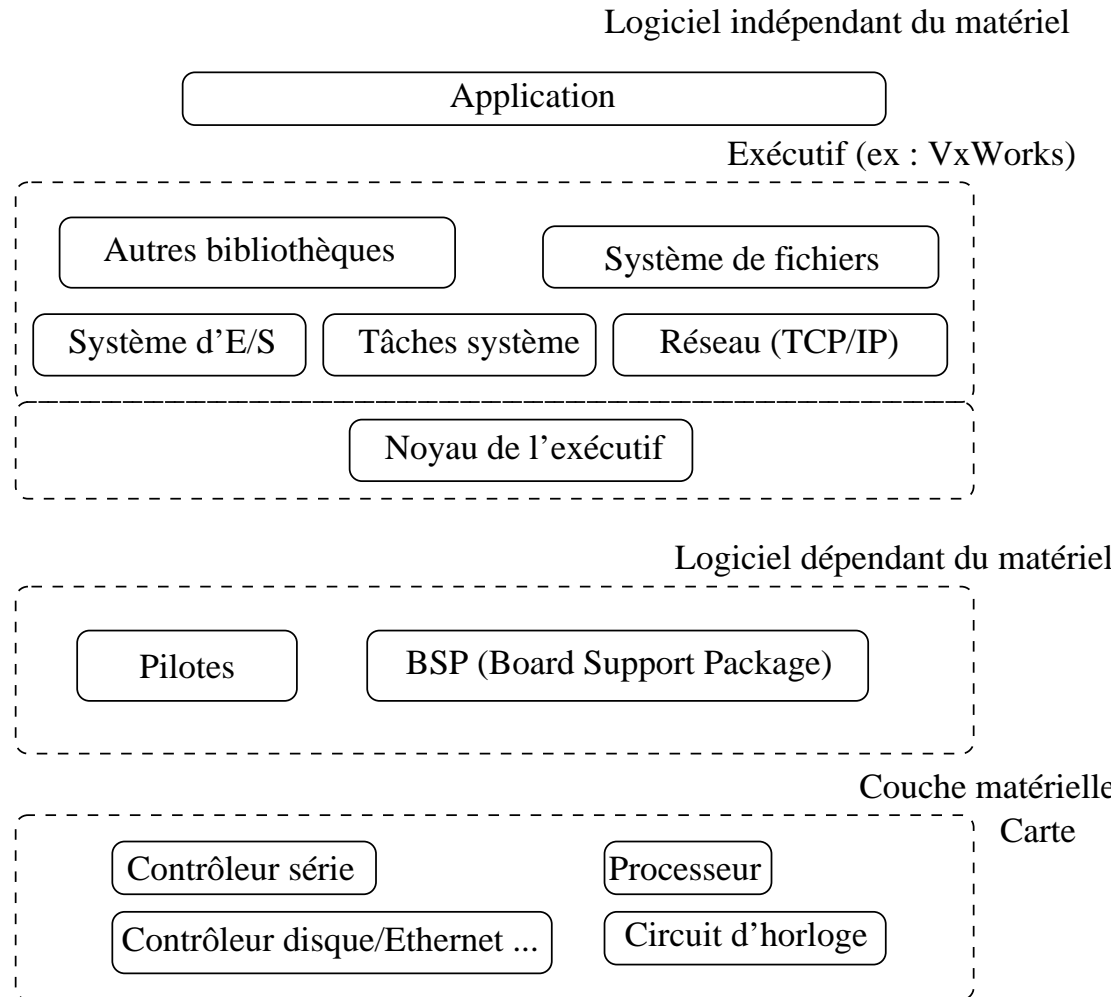 Logiciel indépendant du matériel
Application
Exécutif (ex : VxWorks)
Autres bibliothèques
Système de fichiers
Système d’E/S
Tâches système
Réseau (TCP/IP)
Noyau de l’exécutif
Logiciel dépendant du matériel
Pilotes
BSP (Board Support Package)
Couche matérielle
Carte
Contrôleur série
Processeur
Contrôleur disque/Ethernet ...
Circuit d’horloge